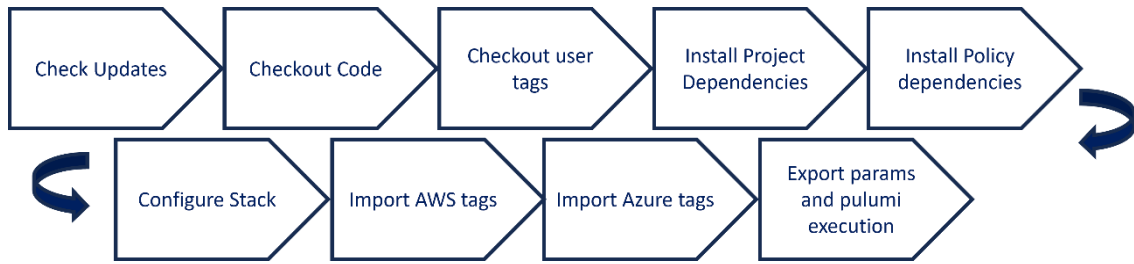 Check Updates
Checkout Code
Checkout user
tags
Install Project
Dependencies
Install Policy
dependencies
Configure Stack
Import AWS tags
Import Azure tags
Export params
and pulumi
execution